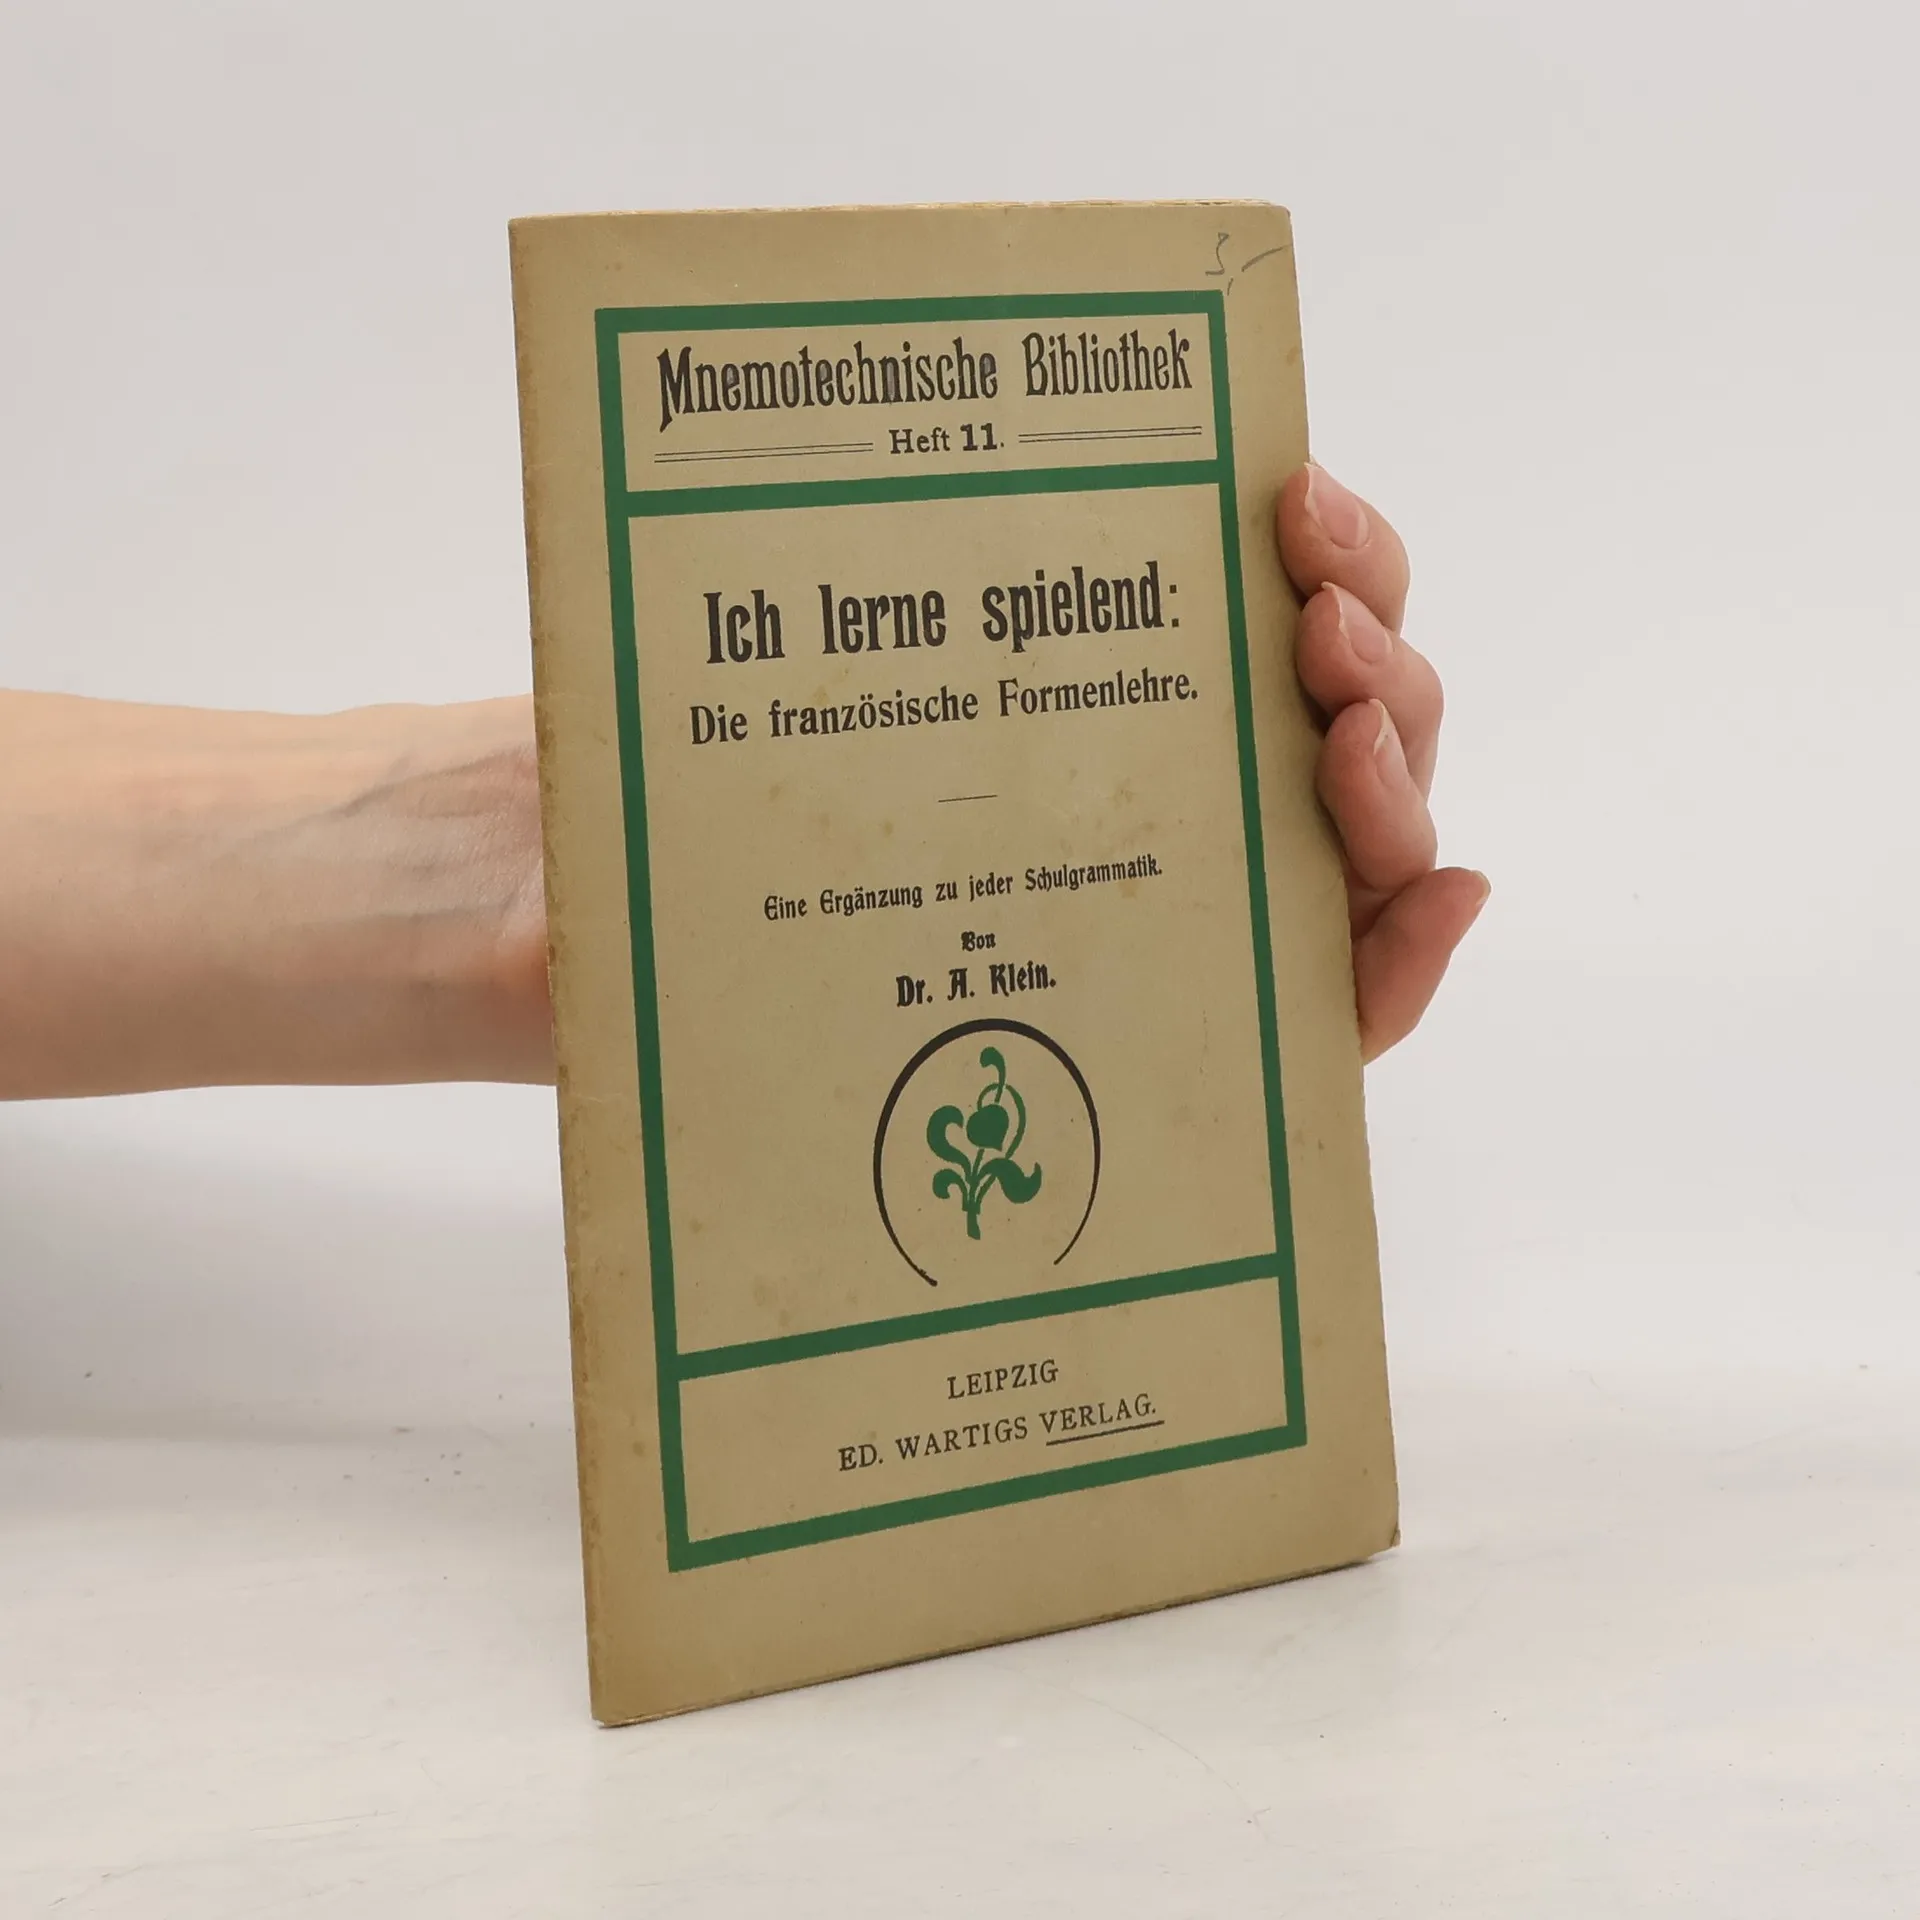 3,—
Mnemotechnische Bibliothek
Heft 11.
Ich lerne spielend:
Die französische Formenlehre.
Eine Ergänzung zu jeder Schulgrammatik.
Von
Dr. A. Klein.
LEIPZIG
ED. WARTIGS VERLAG.